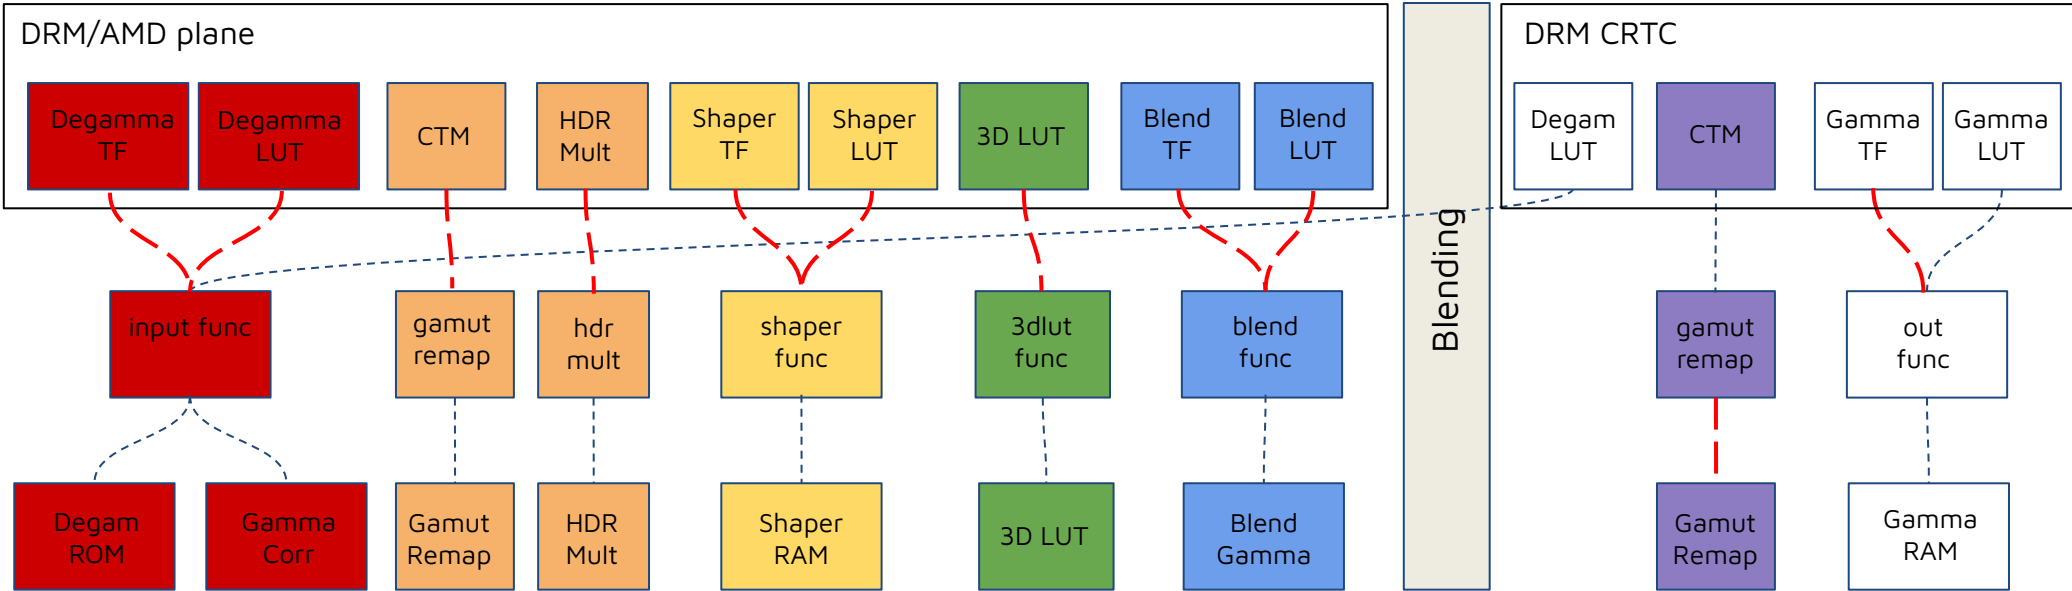 DRM/AMD plane
Degamma
TF
Degamma
LUT
CTM
HDR
Mult
Shaper
TF
Shaper
LUT
3D LUT
Blend
TF
Blend
LUT
Blending
DRM CRTC
Degam
LUT
CTM
Gamma
TF
Gamma
LUT
input func
gamut
remap
hdr
mult
shaper
func
3dlut
func
blend
func
gamut
remap
out
func
Degam
ROM
Gamma
Corr
Gamut
Remap
HDR
Mult
Shaper
RAM
3D LUT
Blend
Gamma
Gamut
Remap
Gamma
RAM